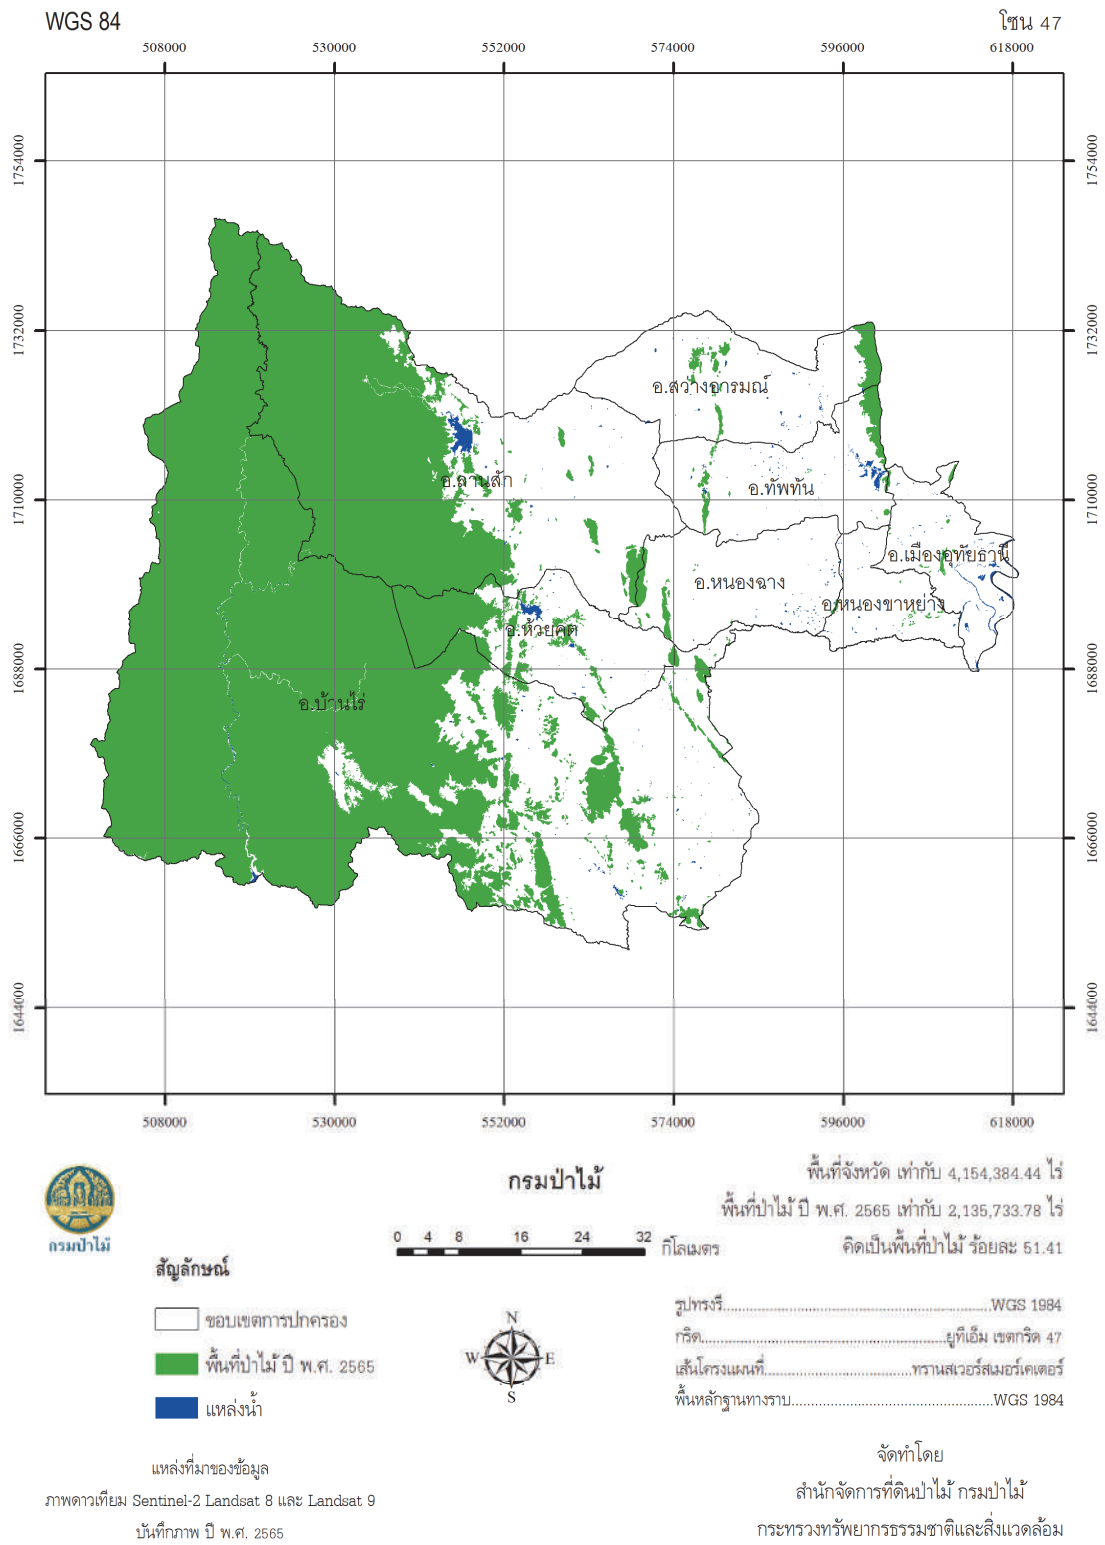 WGS 84
โซน 47
508000 530000 552000 574000 596000 618000
1754000 1754000
1732000 1732000
อ.สว่างอารมณ์
อ.ลานสัก
อ.ทัพทัน
1710000 1710000
อ.เมืองอุทัยธานี
อ.หนองฉาง
อ.หนองขาหย่าง
อ.ห้วยคต
1688000 1688000
อ.บ้านไร่
1666000 1666000
1644000 1644000
508000 530000 552000 574000 596000 618000
กรมป่าไม้
กรมป่าไม้
0 4 8 16 24 32
กิโลเมตร
พื้นที่จังหวัด เท่ากับ 4,154,384.44 ไร่
พื้นที่ป่าไม้ ปี พ.ศ. 2565 เท่ากับ 2,135,733.78 ไร่
คิดเป็นพื้นที่ป่าไม้ ร้อยละ 51.41
สัญลักษณ์
ขอบเขตการปกครอง
พื้นที่ป่าไม้ ปี พ.ศ. 2565
แหล่งน้ำ
N
W E
S
รูปทรงรี......................................................WGS 1984
กริด......................................................ยูทีเอ็ม เขตกริด 47
เส้นโครงแผนที่................................ทรานสเวอร์สเมอร์เคเตอร์
พื้นหลักฐานทางราบ..........................................WGS 1984
แหล่งที่มาของข้อมูล
ภาพดาวเทียม Sentinel-2 Landsat 8 และ Landsat 9
บันทึกภาพ ปี พ.ศ. 2565
จัดทำโดย
สำนักจัดการที่ดินป่าไม้ กรมป่าไม้
กระทรวงทรัพยากรธรรมชาติและสิ่งแวดล้อม